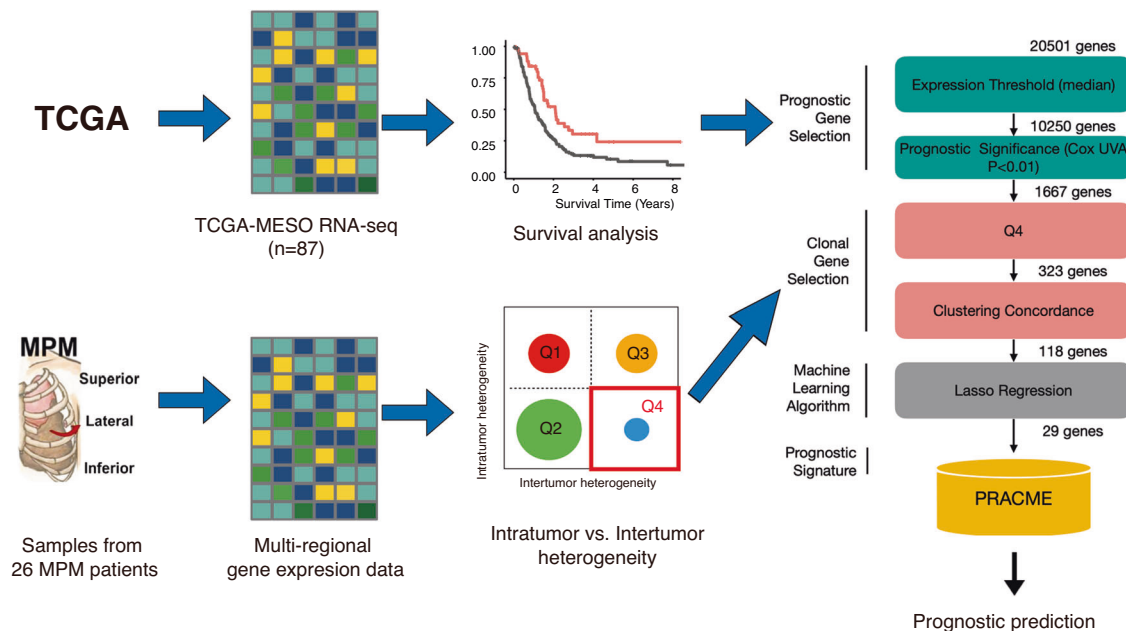 TCGA
TCGA-MESO RNA-seq
(n=87)
1.00
0.75
0.50
0.25
0.00
0 2 4 6 8
Survival Time (Years)
Survival analysis
MPM
Superior
Lateral
Inferior
Samples from
26 MPM patients
Multi-regional
gene expresion data
Intratumor heterogeneity
Q1
Q3
Q2
Q4
Intertumor heterogeneity
Intratumor vs. Intertumor
heterogeneity
20501 genes
Prognostic
Gene
Selection
Expression Threshold (median)
10250 genes
Prognostic Significance (Cox UVA
P<0.01)
1667 genes
Clonal
Gene
Selection
Q4
323 genes
Clustering Concordance
118 genes
Machine
Learning
Algorithm
Lasso Regression
29 genes
Prognostic
Signature
PRACME
Prognostic prediction